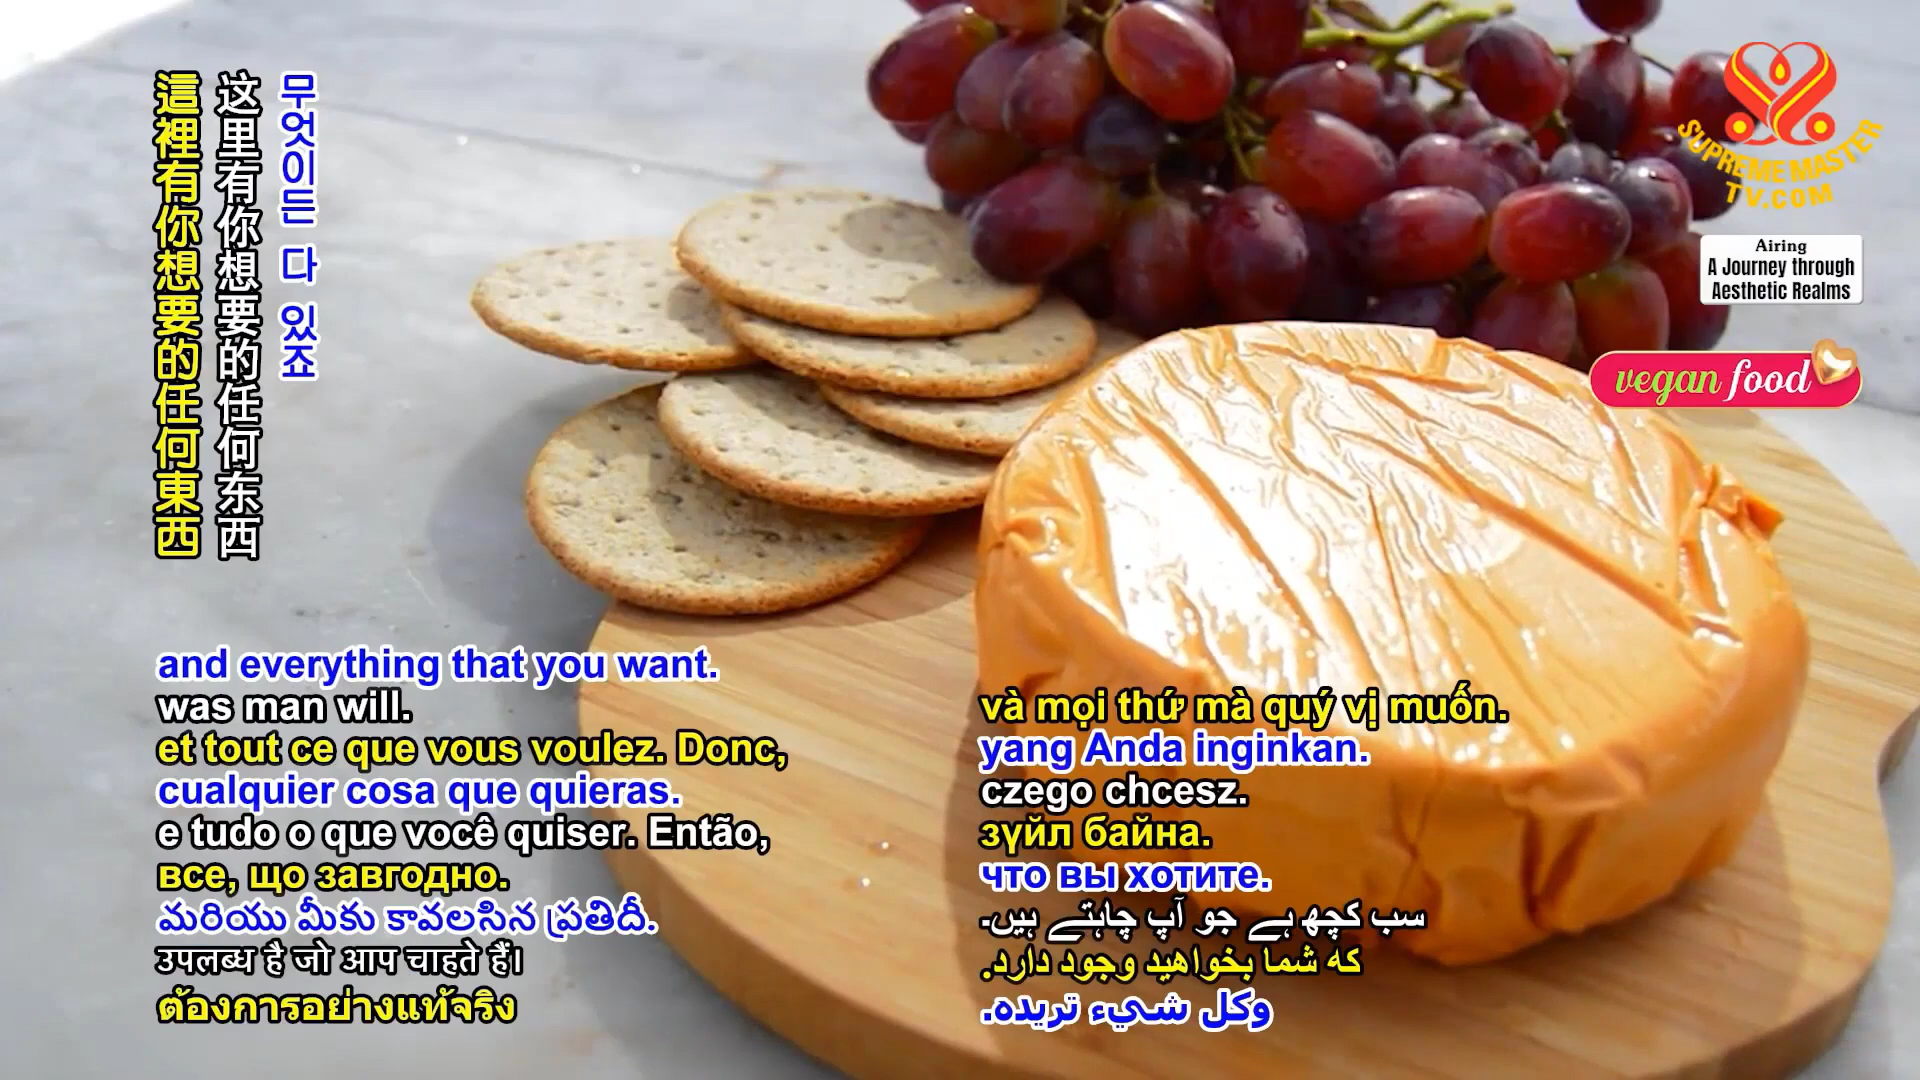 這裡有你想要的任何東西
这里有你想要的任何东西
무엇이든 다 있죠
SUPREME MASTER
TV.COM
Airing
A Journey through
Aesthetic Realms
vegan food
and everything that you want.
was man will.
et tout ce que vous voulez. Donc,
cualquier cosa que quieras.
e tudo o que você quiser. Então,
все, що завгодно.
మరియు మీకు కావలసిన ప్రతిదీ.
उपलब्ध है जो आप चाहते हैं।
ต้องการอย่างแท้จริง
và mọi thứ mà quý vị muốn.
yang Anda inginkan.
czego chcesz.
зүйл байна.
что вы хотите.
سب کچھ ہے جو آپ چاہتے ہیں۔
که شما بخواهید وجود دارد.
وكل شيء تريده.